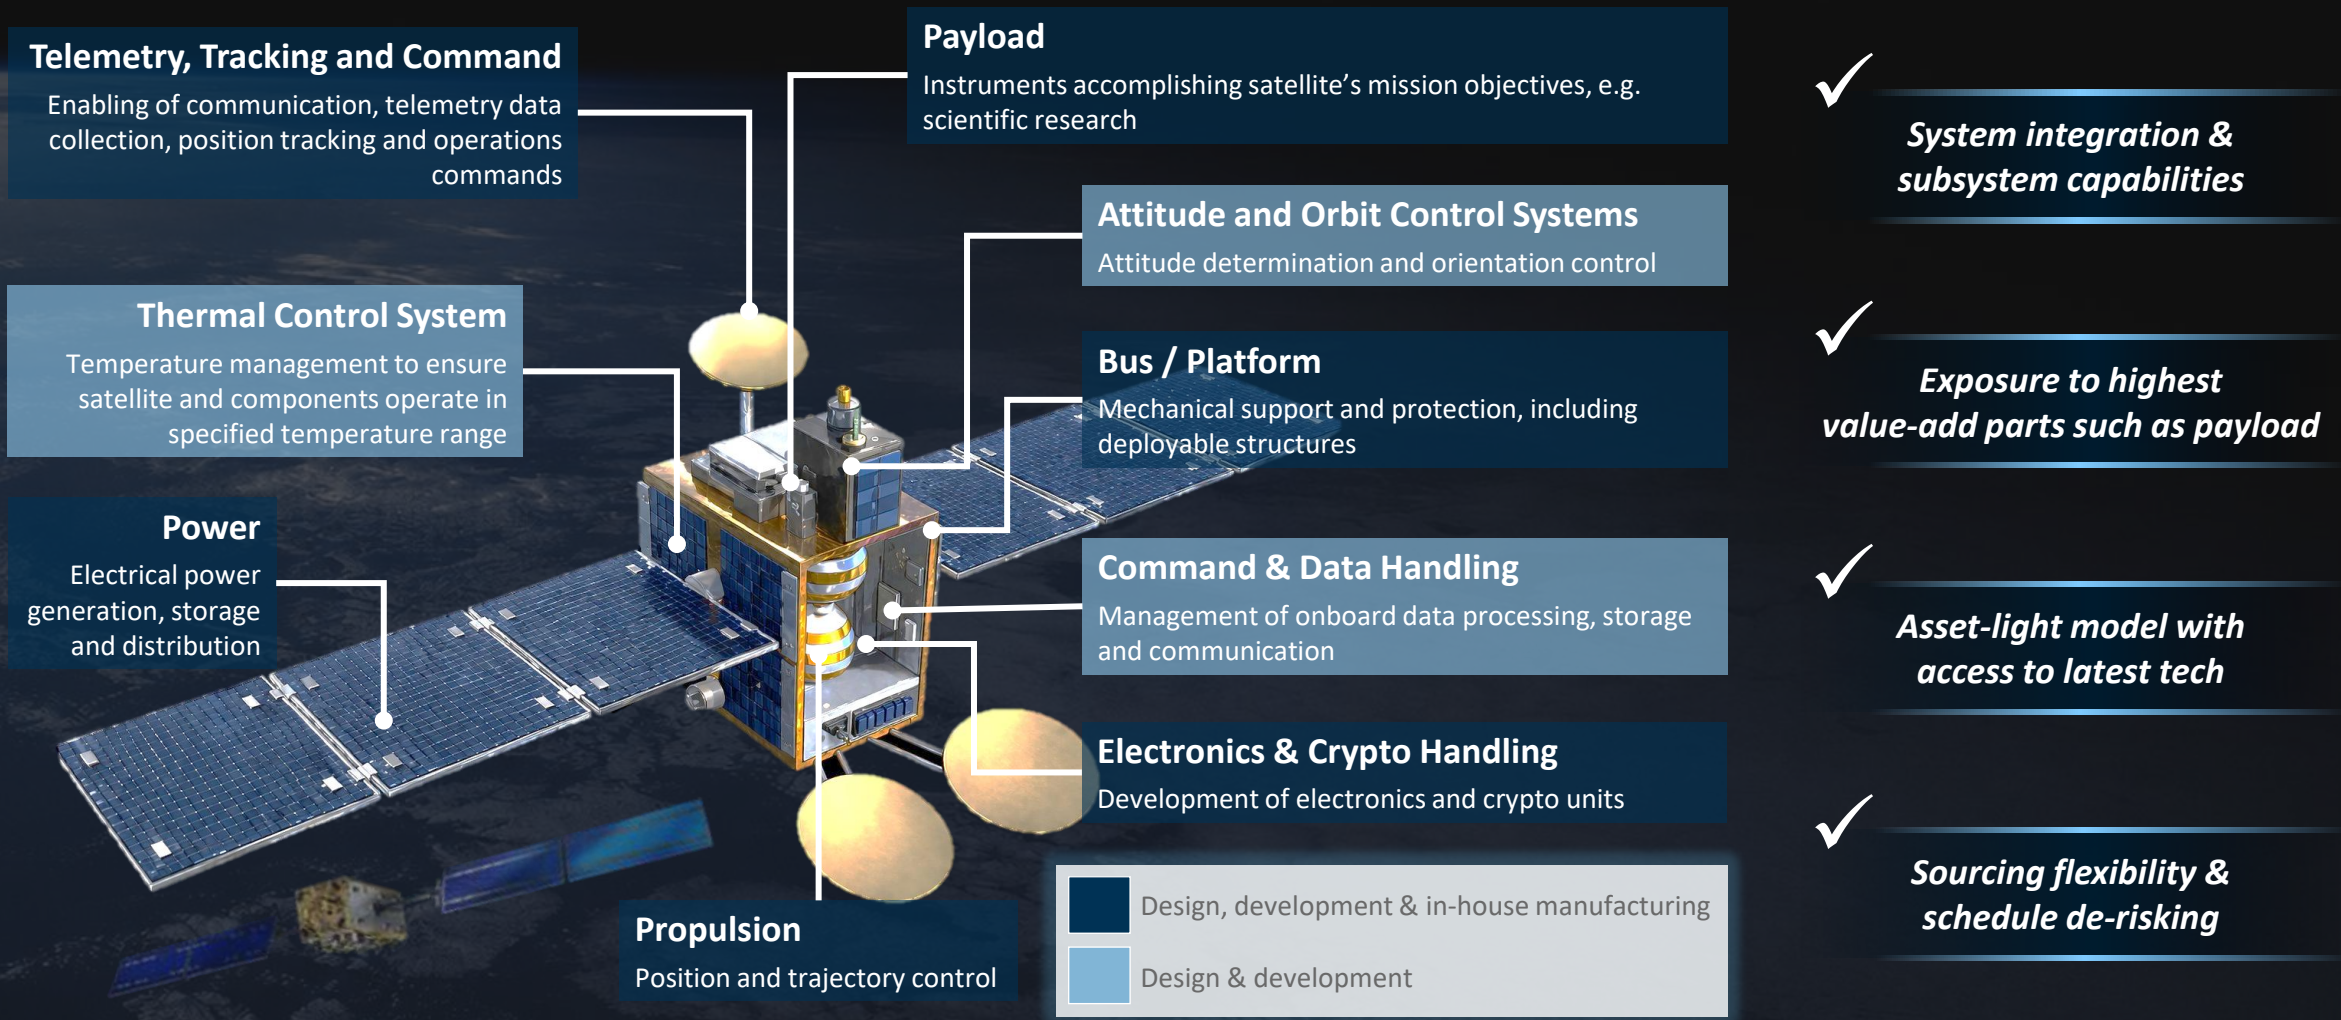 Telemetry, Tracking and Command
Enabling of communication, telemetry data
collection, position tracking and operations
commands
Thermal Control System
Temperature management to ensure
satellite and components operate in
specified temperature range
Power
Electrical power
generation, storage
and distribution
Propulsion
Position and trajectory control
Payload
Instruments accomplishing satellite’s mission objectives, e.g.
scientific research
Attitude and Orbit Control Systems
Attitude determination and orientation control
Bus / Platform
Mechanical support and protection, including
deployable structures
Command & Data Handling
Management of onboard data processing, storage
and communication
Electronics & Crypto Handling
Development of electronics and crypto units
Design, development & in-house manufacturing
Design & development
System integration &
subsystem capabilities
Exposure to highest
value-add parts such as payload
Asset-light model with
access to latest tech
Sourcing flexibility &
schedule de-risking